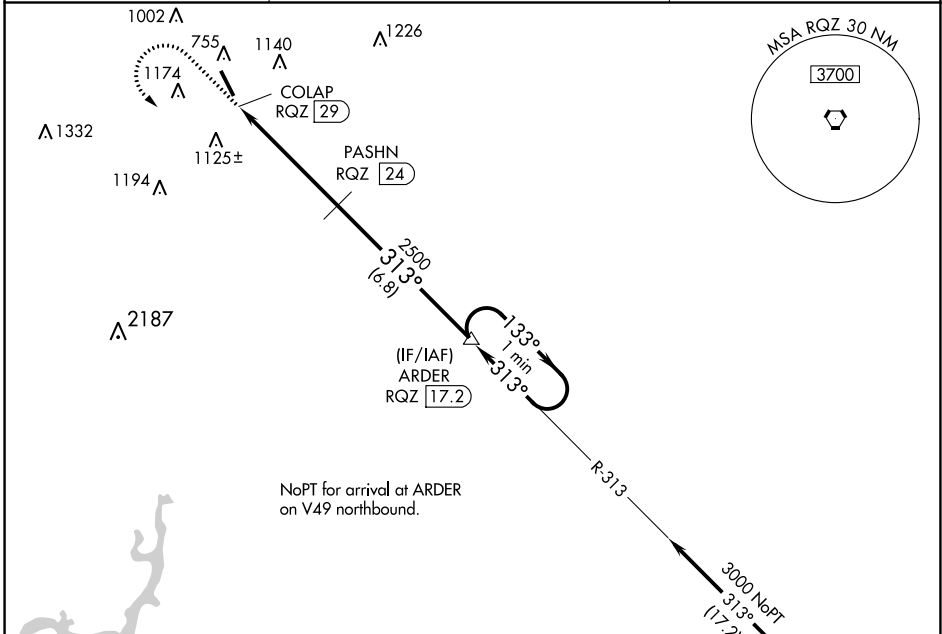 1002
755
1140
1226
1174
COLAP
RQZ 29
1332
1125±
1194
PASHN
RQZ 24
MSA RQZ 30 NM
3700
2500
313°
(6.8)
2187
133°
1 min
313°
(IF/IAF)
ARDER
RQZ 17.2
R-313
NoPT for arrival at ARDER
on V49 northbound.
3000 NoPT
313°
(17.2)